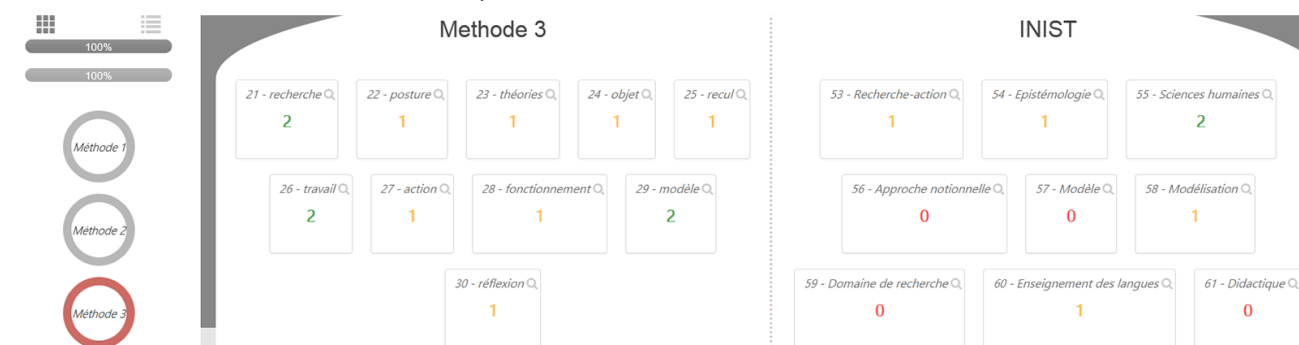 100%
100%
Méthode 1
Méthode 2
Méthode 3
Methode 3
21 - recherche
2
22 - posture
1
23 - théories
1
24 - objet
1
25 - recul
1
26 - travail
2
27 - action
1
28 - fonctionnement
1
29 - modèle
2
30 - réflexion
1
INIST
53 - Recherche-action
1
54 - Epistémologie
1
55 - Sciences humaines
2
56 - Approche notionnelle
0
57 - Modèle
0
58 - Modélisation
1
59 - Domaine de recherche
0
60 - Enseignement des langues
1
61 - Didactique
0